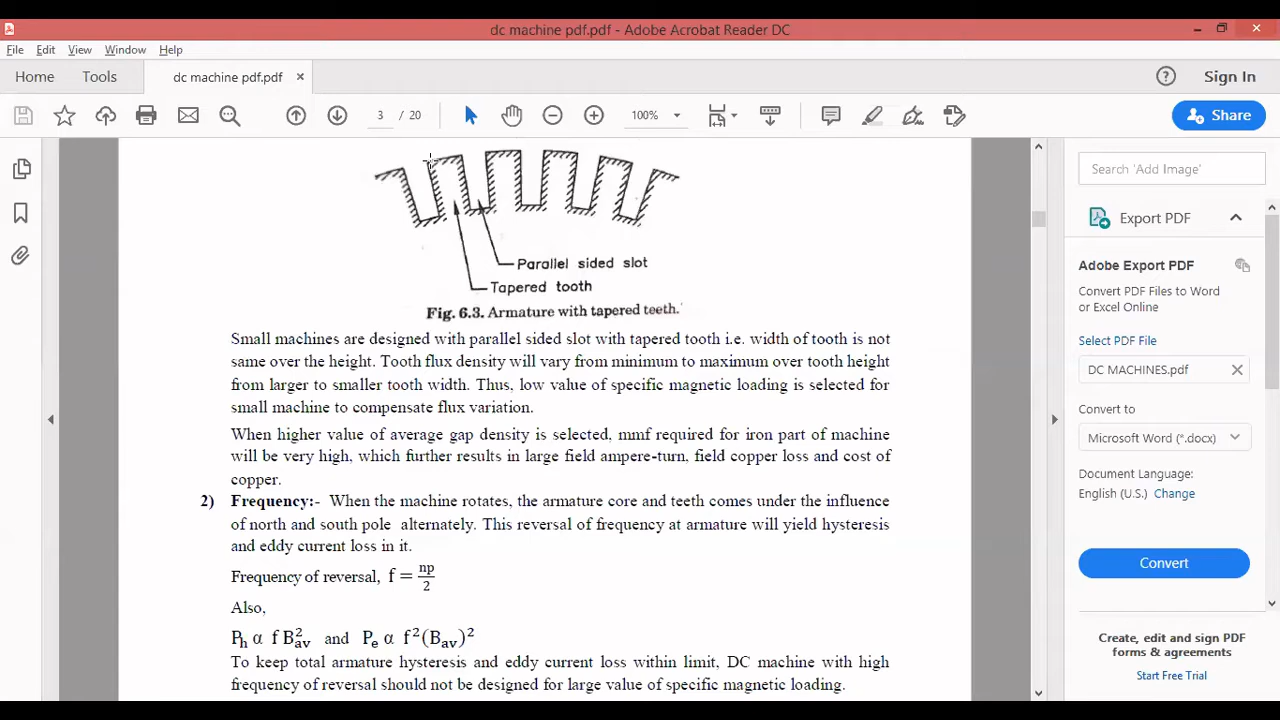 dc machine pdf.pdf - Adobe Acrobat Reader DC
File Edit View Window Help
Home Tools dc machine pdf.pdf × Sign In
3 / 20 100% Share
Parallel sided slot
Tapered tooth
Fig. 6.3. Armature with tapered teeth.
Small machines are designed with parallel sided slot with tapered tooth i.e. width of tooth is not
same over the height. Tooth flux density will vary from minimum to maximum over tooth height
from larger to smaller tooth width. Thus, low value of specific magnetic loading is selected for
small machine to compensate flux variation.
When higher value of average gap density is selected, mmf required for iron part of machine
will be very high, which further results in large field ampere-turn, field copper loss and cost of
copper.
2) Frequency:- When the machine rotates, the armature core and teeth comes under the influence
of north and south pole alternately. This reversal of frequency at armature will yield hysteresis
and eddy current loss in it.
Frequency of reversal, f = np/2
Also,
Pₕ α f B²ₐᵥ and Pₑ α f²(Bₐᵥ)²
To keep total armature hysteresis and eddy current loss within limit, DC machine with high
frequency of reversal should not be designed for large value of specific magnetic loading.
Search 'Add Image'
Export PDF
Adobe Export PDF
Convert PDF Files to Word
or Excel Online
Select PDF File
DC MACHINES.pdf ×
Convert to
Microsoft Word (*.docx)
Document Language:
English (U.S.) Change
Convert
Create, edit and sign PDF
forms & agreements
Start Free Trial